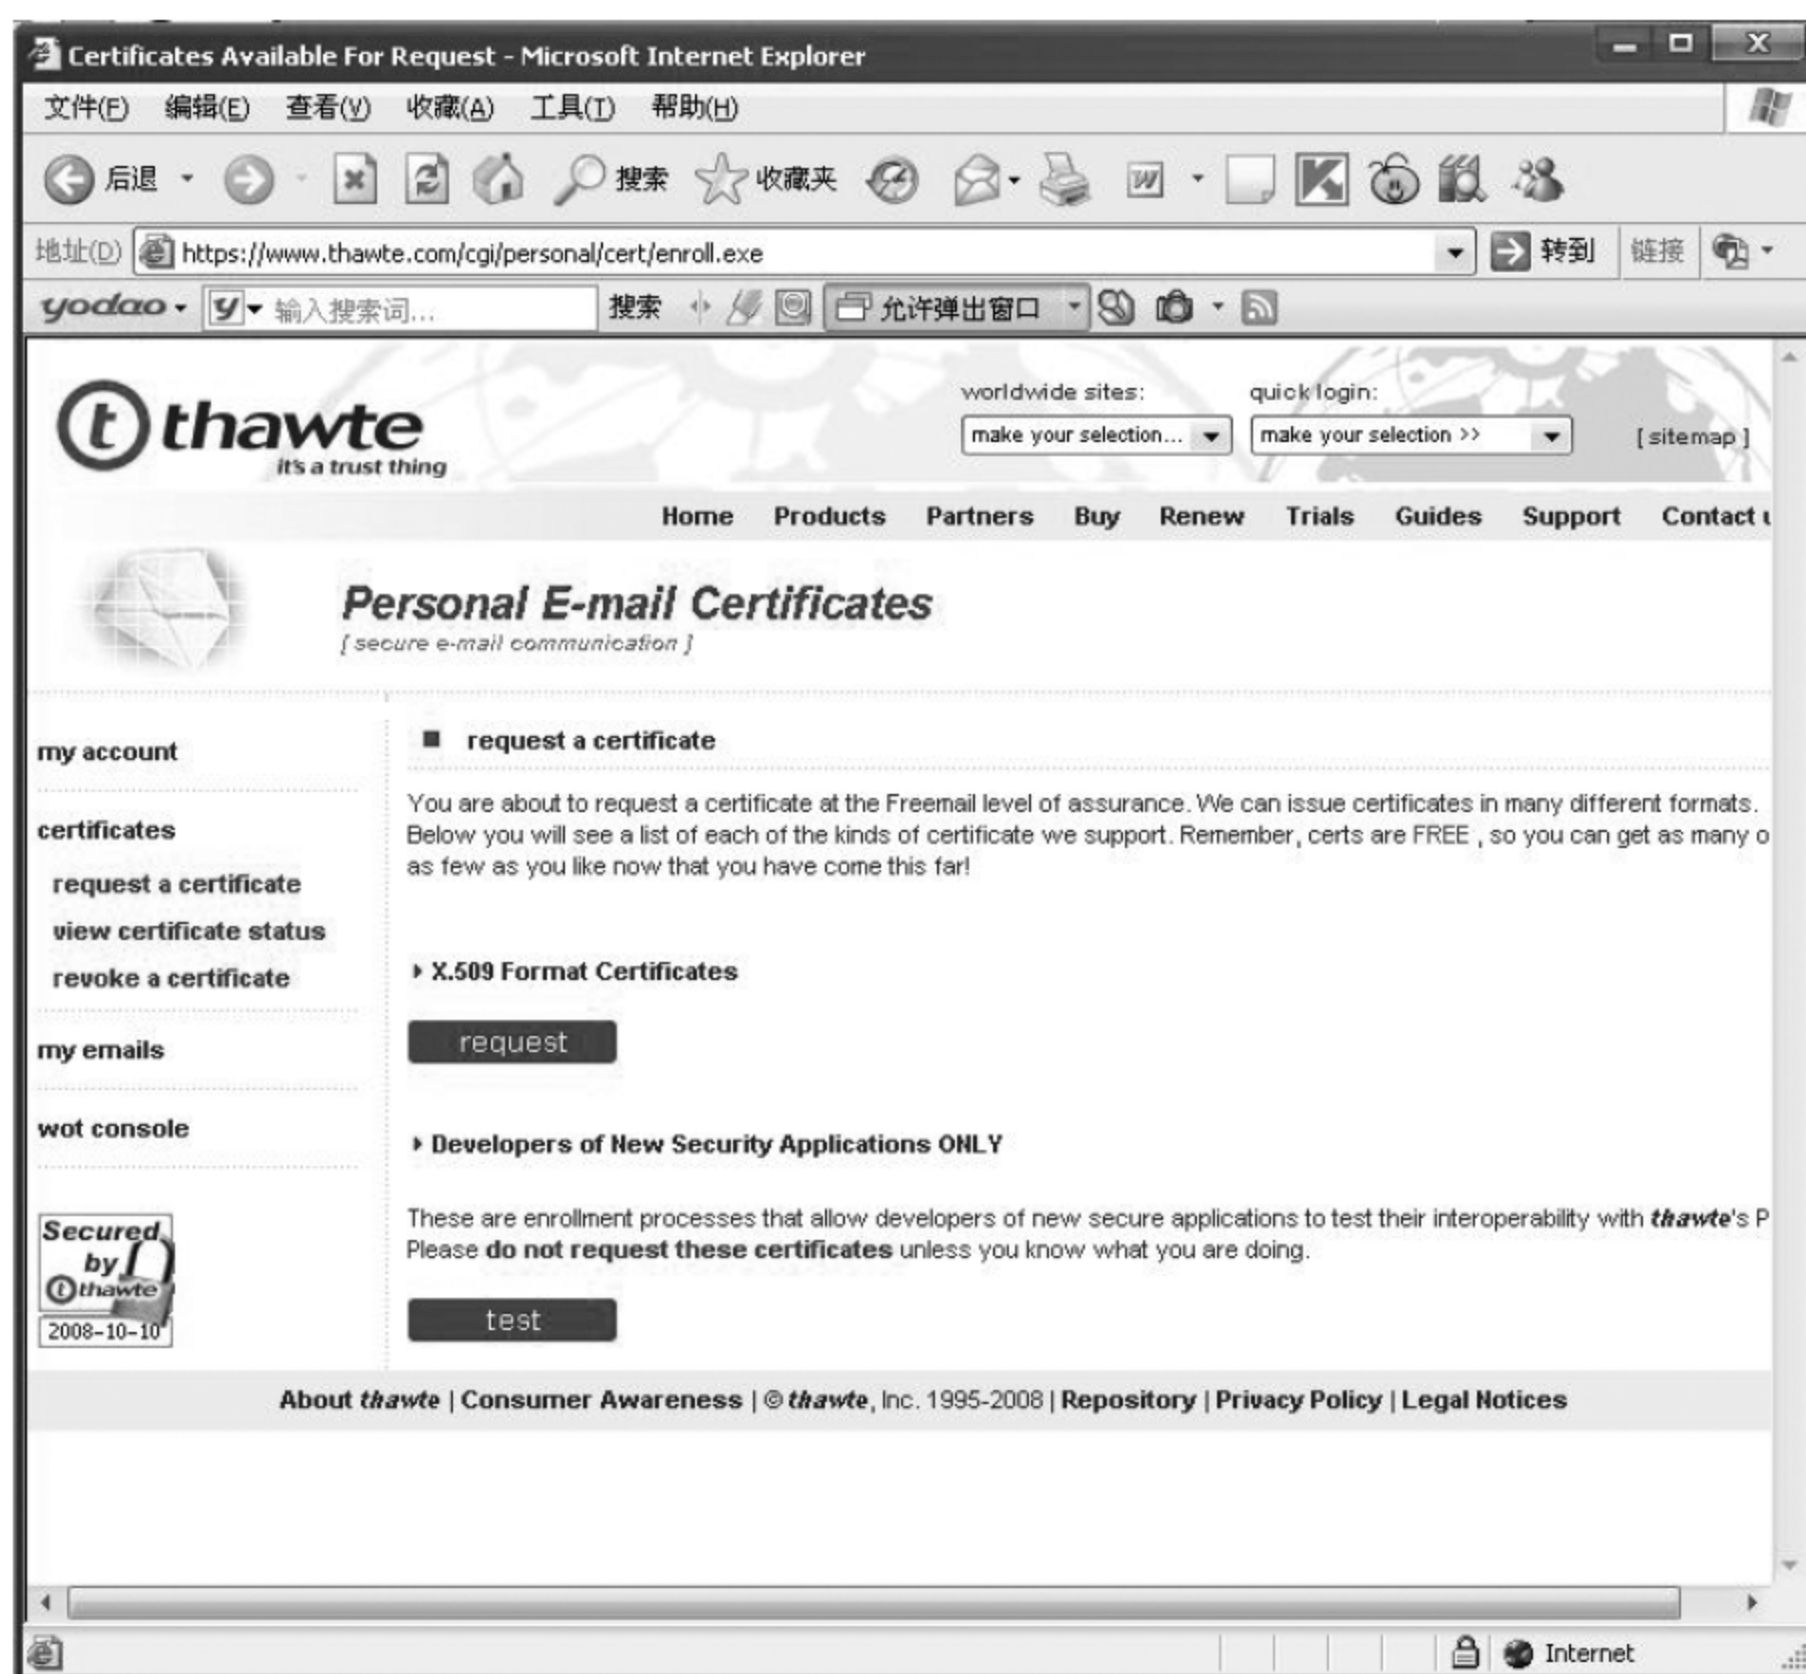 Certificates Available For Request - Microsoft Internet Explorer
文件(F) 编辑(E) 查看(V) 收藏(A) 工具(T) 帮助(H)
后退 搜索 收藏夹
地址(D) https://www.thawte.com/cgi/personal/cert/enroll.exe 转到 链接
yodao 输入搜索词... 搜索 允许弹出窗口
worldwide sites: quick login:
thawte make your selection... make your selection >> [ sitemap ]
it's a trust thing
Home Products Partners Buy Renew Trials Guides Support Contact u
Personal E-mail Certificates
[ secure e-mail communication ]
my account
certificates
request a certificate
view certificate status
revoke a certificate
my emails
wot console
Secured
by
thawte
2008-10-10
request a certificate
You are about to request a certificate at the Freemail level of assurance. We can issue certificates in many different formats.
Below you will see a list of each of the kinds of certificate we support. Remember, certs are FREE , so you can get as many o
as few as you like now that you have come this far!
X.509 Format Certificates
request
Developers of New Security Applications ONLY
These are enrollment processes that allow developers of new secure applications to test their interoperability with thawte's P
Please do not request these certificates unless you know what you are doing.
test
About thawte | Consumer Awareness | © thawte, Inc. 1995-2008 | Repository | Privacy Policy | Legal Notices
Internet